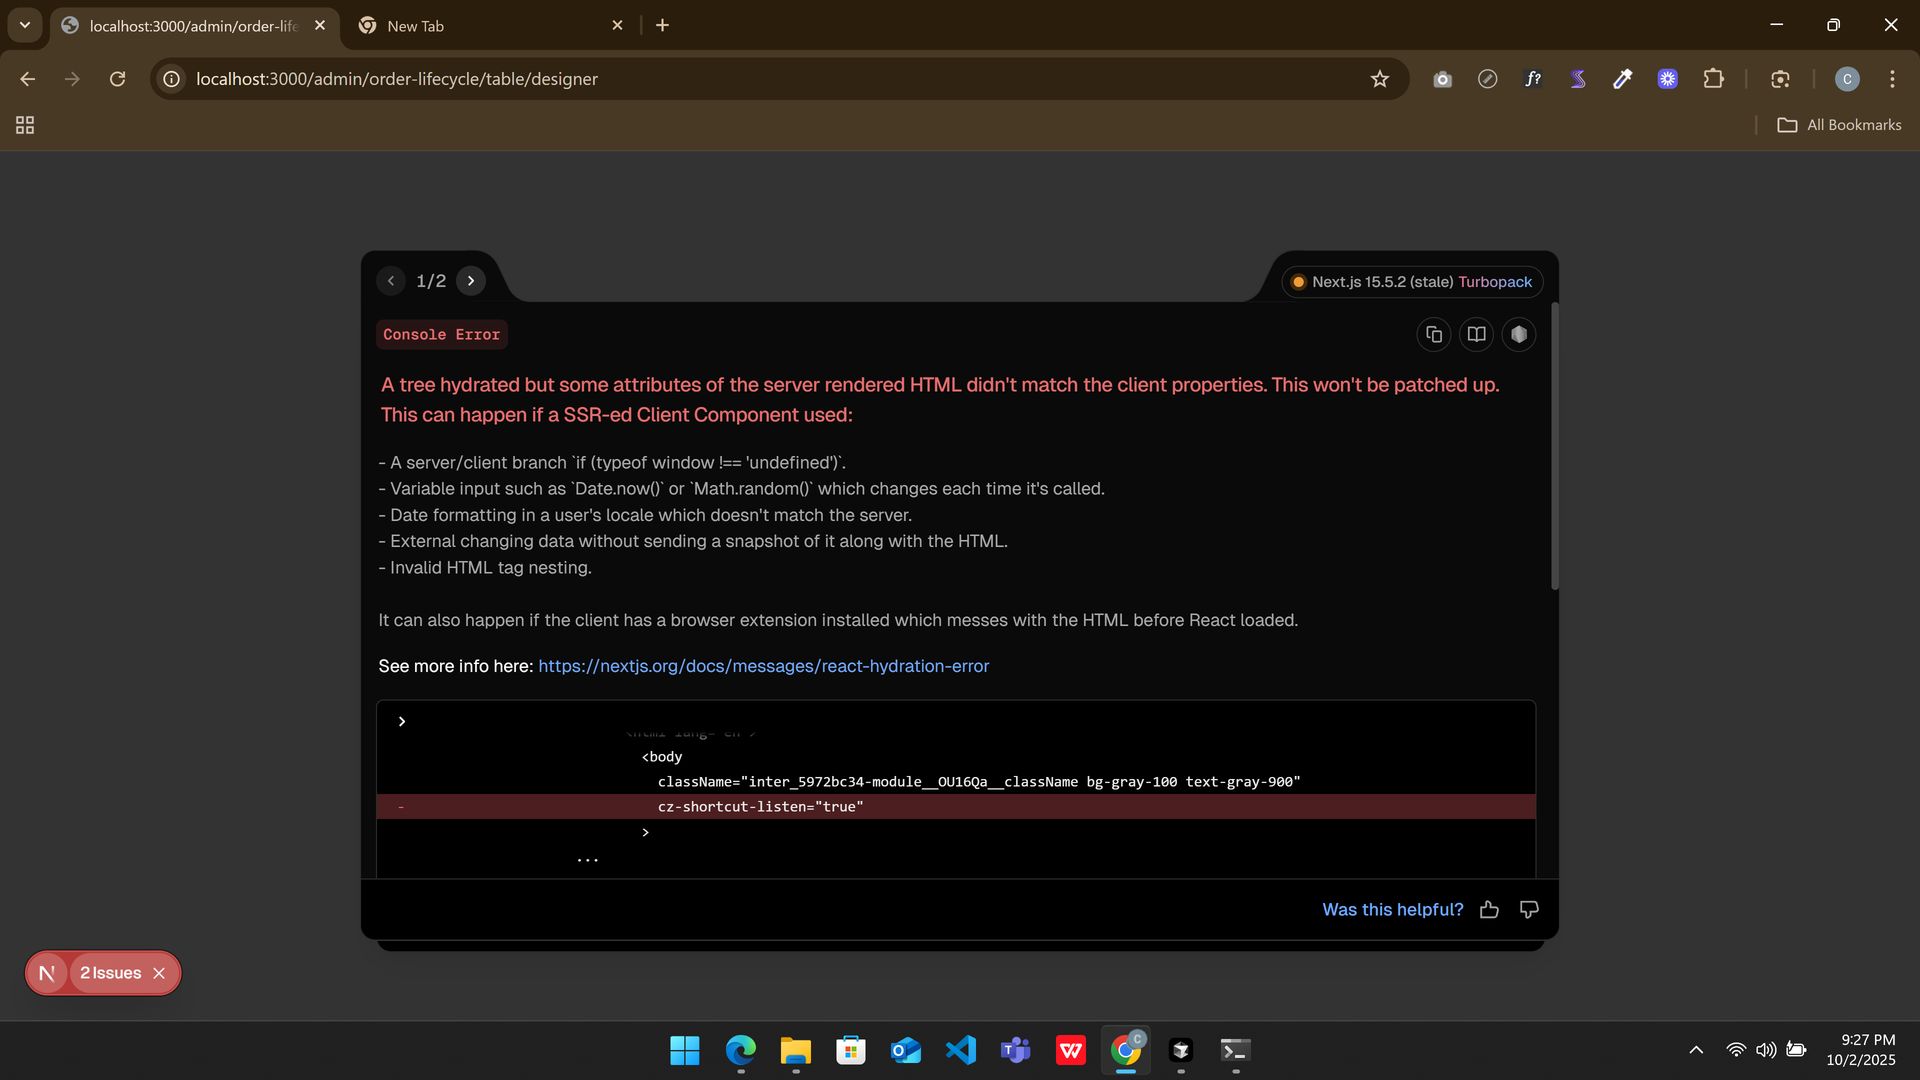 localhost:3000/admin/order-life
New Tab
localhost:3000/admin/order-lifecycle/table/designer
f?
C
All Bookmarks
1/2
Next.js 15.5.2 (stale) Turbopack
Console Error
A tree hydrated but some attributes of the server rendered HTML didn't match the client properties. This won't be patched up.
This can happen if a SSR-ed Client Component used:
- A server/client branch `if (typeof window !== 'undefined')`.
- Variable input such as `Date.now()` or `Math.random()` which changes each time it's called.
- Date formatting in a user's locale which doesn't match the server.
- External changing data without sending a snapshot of it along with the HTML.
- Invalid HTML tag nesting.
It can also happen if the client has a browser extension installed which messes with the HTML before React loaded.
See more info here: https://nextjs.org/docs/messages/react-hydration-error
<body
className="inter_5972bc34-module__OU16Qa__className bg-gray-100 text-gray-900"
- cz-shortcut-listen="true"
>
...
Was this helpful?
N 2 Issues
9:27 PM
10/2/2025